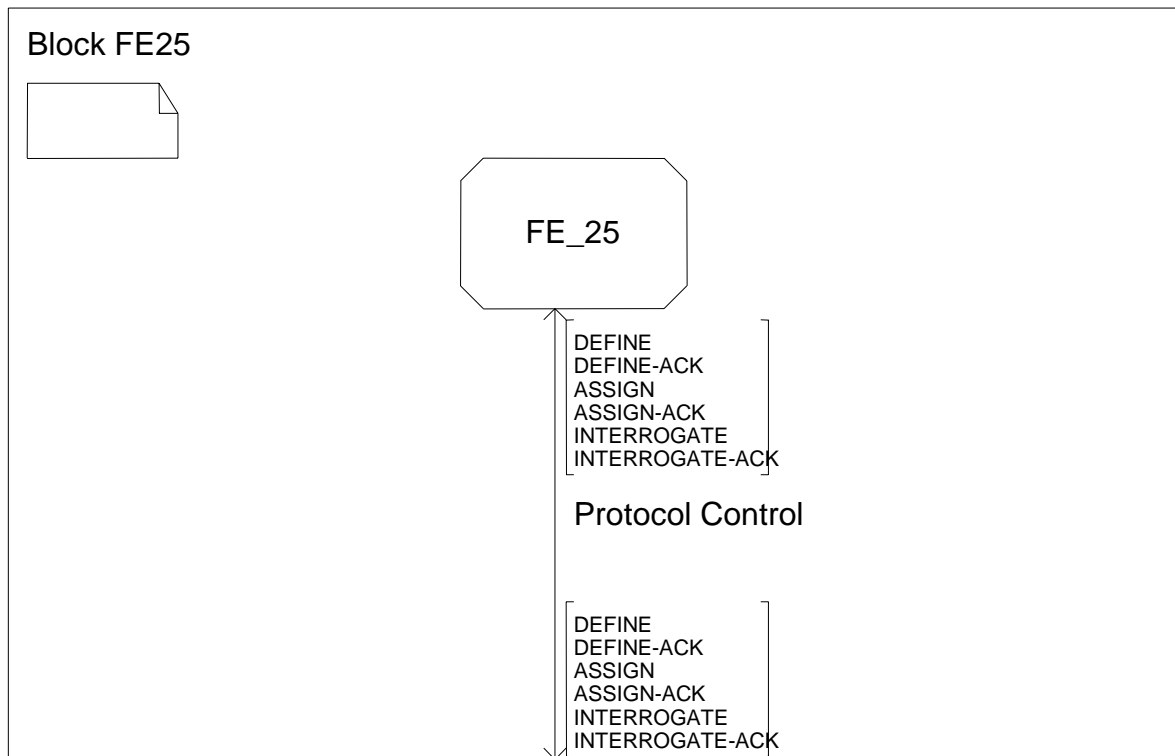 Block FE25
FE_25
DEFINE
DEFINE-ACK
ASSIGN
ASSIGN-ACK
INTERROGATE
INTERROGATE-ACK
Protocol Control
DEFINE
DEFINE-ACK
ASSIGN
ASSIGN-ACK
INTERROGATE
INTERROGATE-ACK